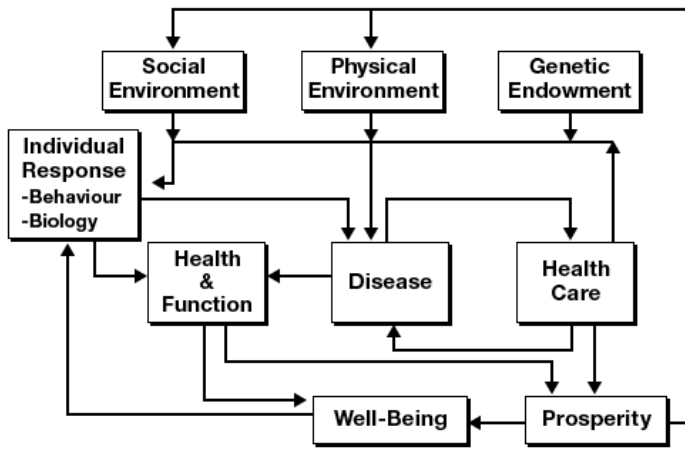 Social
Environment
Physical
Environment
Genetic
Endowment
Individual
Response
-Behaviour
-Biology
Health
&
Function
Disease
Health
Care
Well-Being
Prosperity